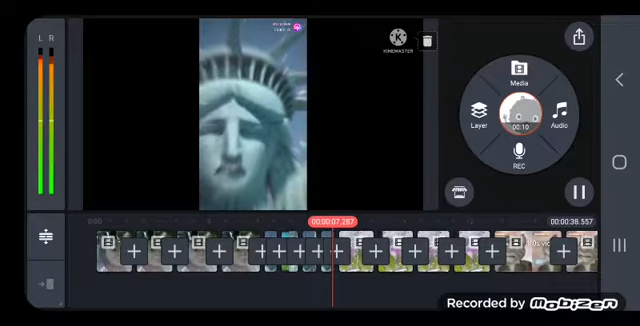 L R
KINEMASTER
Media
Layer
Audio
00:10
REC
0:00
00:00:07.287
00:00:38.557
Recorded by Mobizen